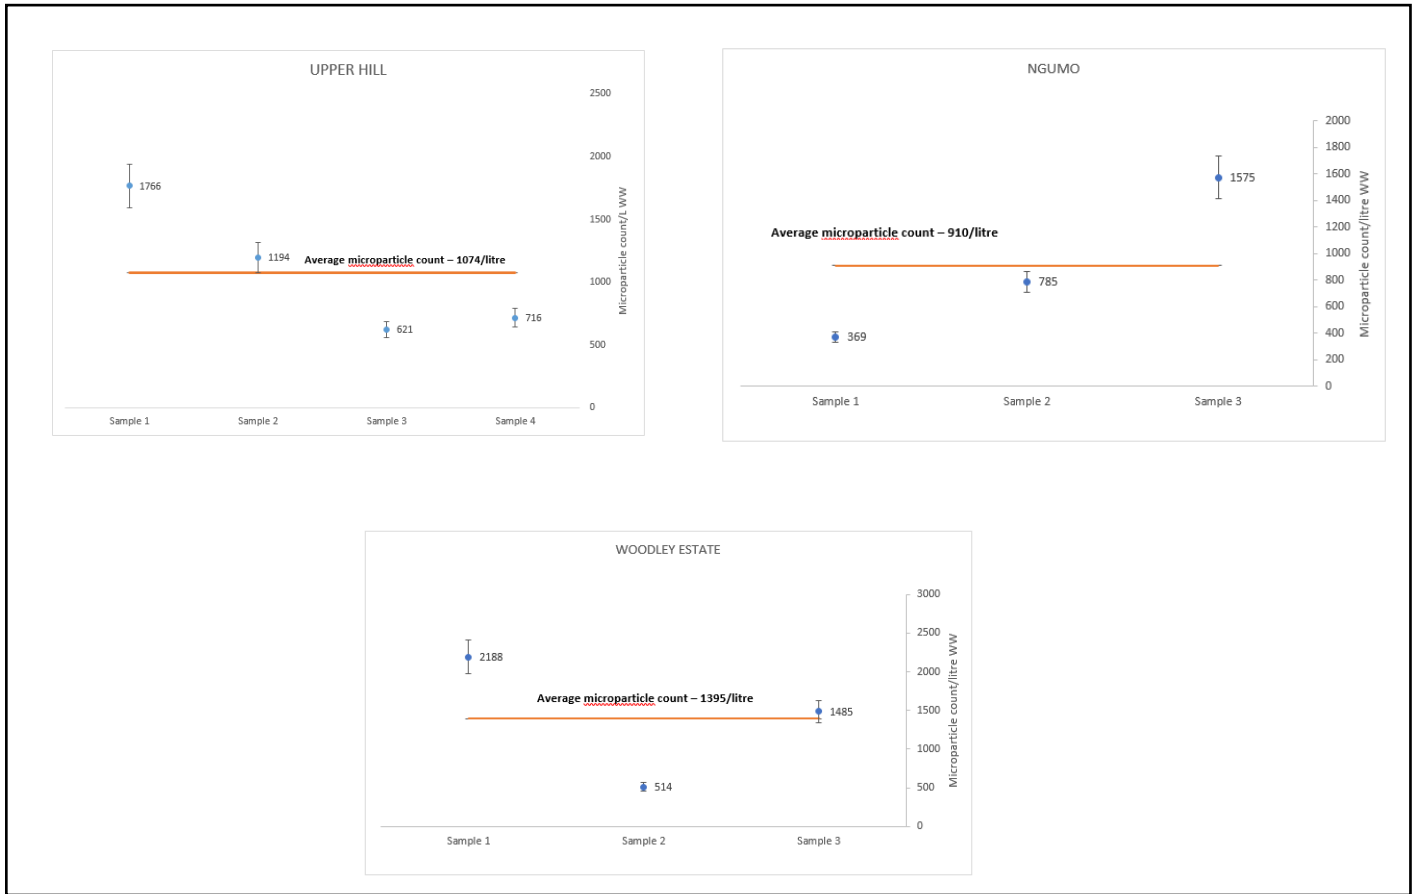 UPPER HILL
2500
2000
1500
1000
500
0
Microparticle count/L WW
1766
1194
Average microparticle count – 1074/litre
621
716
Sample 1 Sample 2 Sample 3 Sample 4
NGUMO
2000
1800
1600
1400
1200
1000
800
600
400
200
0
Microparticle count/litre WW
1575
Average microparticle count – 910/litre
785
369
Sample 1 Sample 2 Sample 3
WOODLEY ESTATE
3000
2500
2000
1500
1000
500
0
Microparticle count/litre WW
2188
Average microparticle count – 1395/litre
1485
514
Sample 1 Sample 2 Sample 3